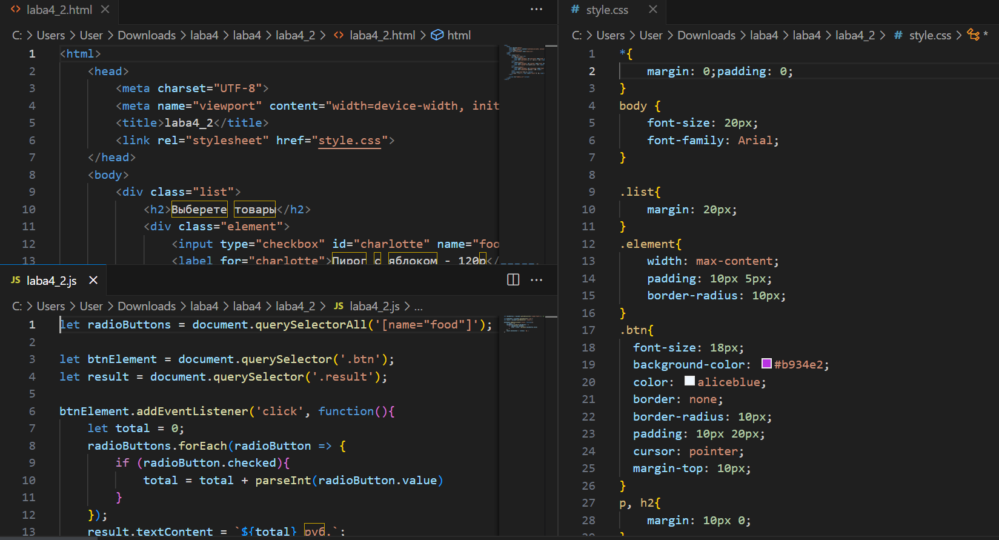 <> laba4_2.html ×
C: > Users > User > Downloads > laba4 > laba4 > laba4_2 > <> laba4_2.html > html
1 <html>
2 <head>
3 <meta charset="UTF-8">
4 <meta name="viewport" content="width=device-width, init
5 <title>laba4_2</title>
6 <link rel="stylesheet" href="style.css">
7 </head>
8 <body>
9 <div class="list">
10 <h2>Выберете товары</h2>
11 <div class="element">
12 <input type="checkbox" id="charlotte" name="foo
13 <label for="charlotte">Пирог с яблоком - 120р</
JS laba4_2.js ×
C: > Users > User > Downloads > laba4 > laba4 > laba4_2 > JS laba4_2.js > ...
1 let radioButtons = document.querySelectorAll('[name="food"]');
2
3 let btnElement = document.querySelector('.btn');
4 let result = document.querySelector('.result');
5
6 btnElement.addEventListener('click', function(){
7 let total = 0;
8 radioButtons.forEach(radioButton => {
9 if (radioButton.checked){
10 total = total + parseInt(radioButton.value)
11 }
12 });
13 result.textContent = `${total} руб.`;
# style.css ×
C: > Users > User > Downloads > laba4 > laba4 > laba4_2 > # style.css > *
1 *{
2 margin: 0;padding: 0;
3 }
4 body {
5 font-size: 20px;
6 font-family: Arial;
7 }
8
9 .list{
10 margin: 20px;
11 }
12 .element{
13 width: max-content;
14 padding: 10px 5px;
15 border-radius: 10px;
16 }
17 .btn{
18 font-size: 18px;
19 background-color: #b934e2;
20 color: aliceblue;
21 border: none;
22 border-radius: 10px;
23 padding: 10px 20px;
24 cursor: pointer;
25 margin-top: 10px;
26 }
27 p, h2{
28 margin: 10px 0;